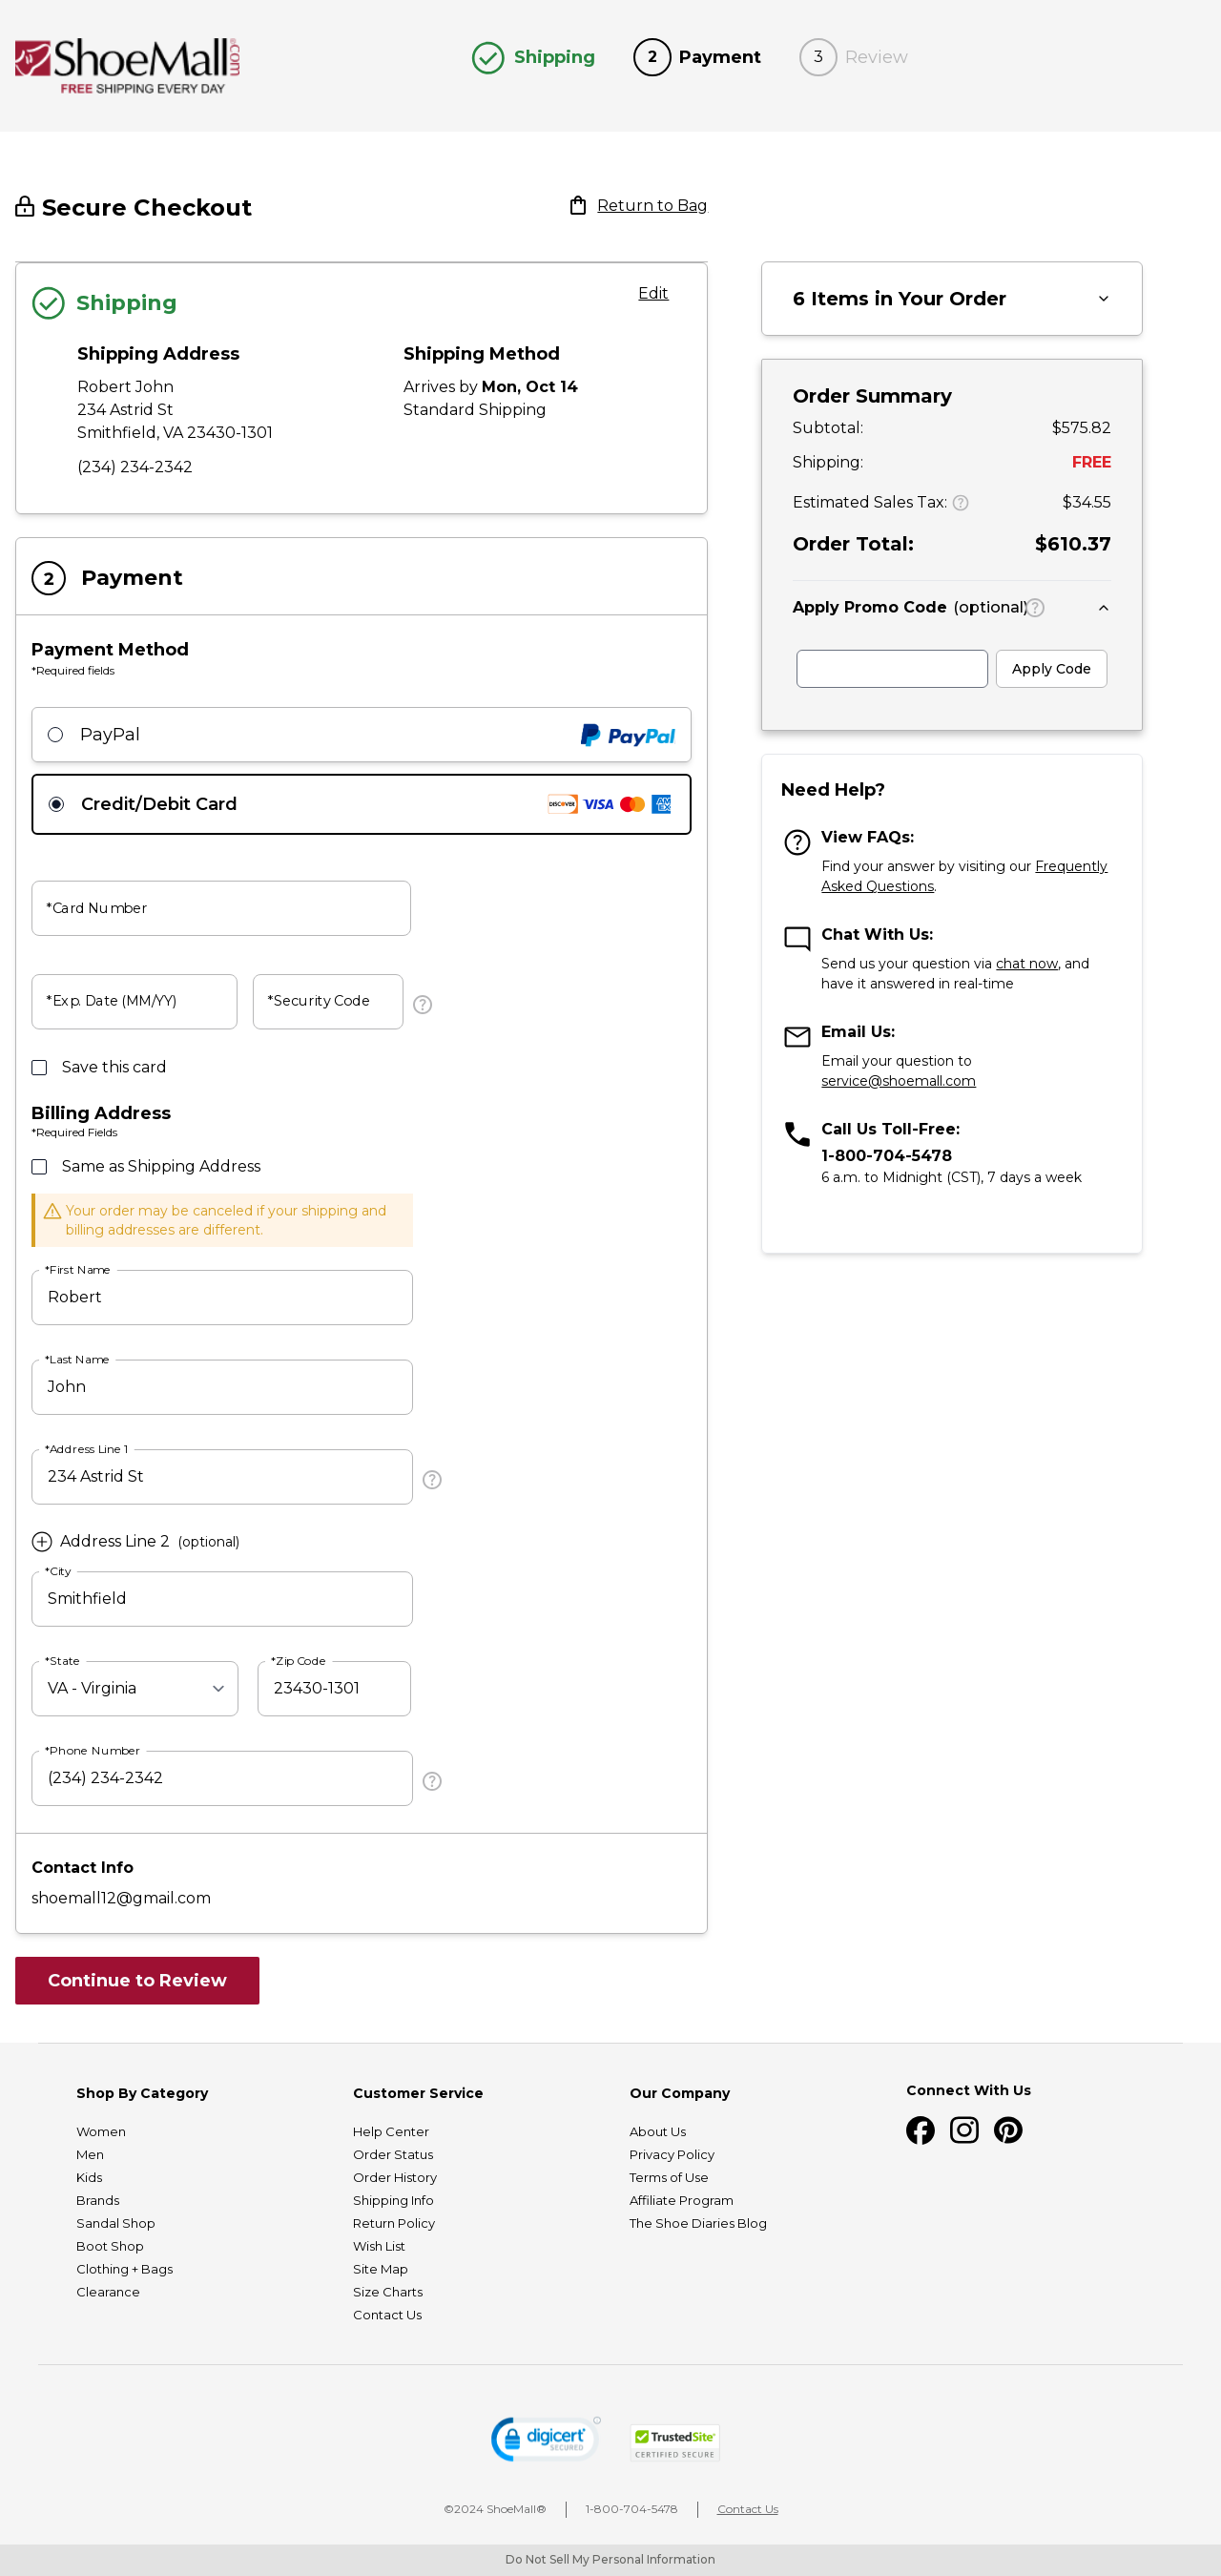 ShoeMall.com
FREE SHIPPING EVERY DAY
Shipping
2 Payment
3 Review
Secure Checkout
Return to Bag
Shipping
Edit
Shipping Address
Robert John
234 Astrid St
Smithfield, VA 23430-1301
(234) 234-2342
Shipping Method
Arrives by Mon, Oct 14
Standard Shipping
2 Payment
Payment Method
*Required fields
PayPal
PayPal
Credit/Debit Card
DISCOVER VISA AMEX
*Card Number
*Exp. Date (MM/YY)
*Security Code
?
Save this card
Billing Address
*Required Fields
Same as Shipping Address
Your order may be canceled if your shipping and
billing addresses are different.
*First Name
Robert
*Last Name
John
*Address Line 1
234 Astrid St
?
Address Line 2 (optional)
*City
Smithfield
*State
VA - Virginia
*Zip Code
23430-1301
*Phone Number
(234) 234-2342
?
Contact Info
shoemall12@gmail.com
Continue to Review
6 Items in Your Order
Order Summary
Subtotal: $575.82
Shipping: FREE
Estimated Sales Tax: ? $34.55
Order Total: $610.37
Apply Promo Code (optional) ?
Apply Code
Need Help?
? View FAQs:
Find your answer by visiting our Frequently
Asked Questions.
Chat With Us:
Send us your question via chat now, and
have it answered in real-time
Email Us:
Email your question to
service@shoemall.com
Call Us Toll-Free:
1-800-704-5478
6 a.m. to Midnight (CST), 7 days a week
Shop By Category
Women
Men
Kids
Brands
Sandal Shop
Boot Shop
Clothing + Bags
Clearance
Customer Service
Help Center
Order Status
Order History
Shipping Info
Return Policy
Wish List
Site Map
Size Charts
Contact Us
Our Company
About Us
Privacy Policy
Terms of Use
Affiliate Program
The Shoe Diaries Blog
Connect With Us
digicert
SECURED
TrustedSite
CERTIFIED SECURE
©2024 ShoeMall®
1-800-704-5478
Contact Us
Do Not Sell My Personal Information